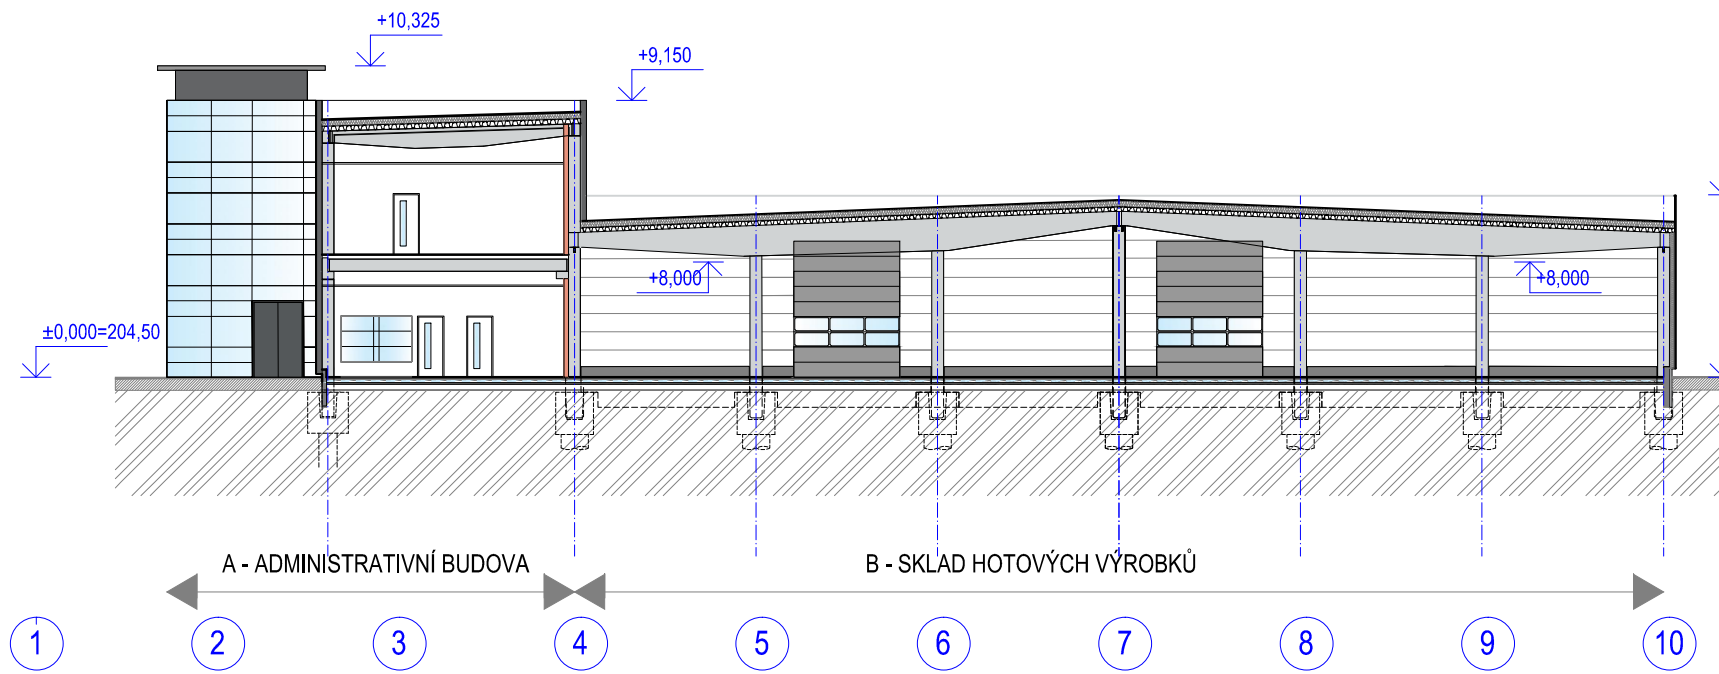 +10,325
+9,150
+8,000
+8,000
±0,000=204,50
A - ADMINISTRATIVNÍ BUDOVA
B - SKLAD HOTOVÝCH VÝROBKŮ
1 2 3 4 5 6 7 8 9 10